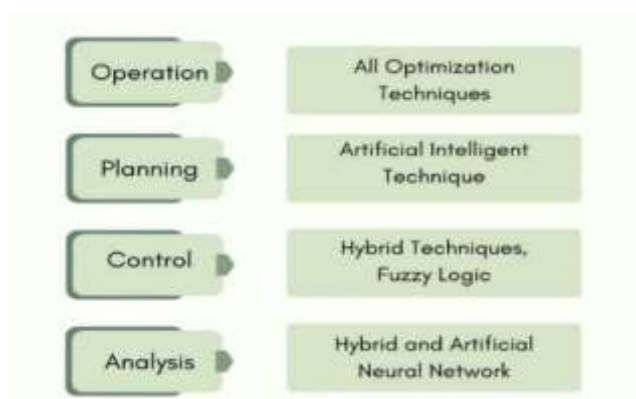 Operation
All Optimization
Techniques
Planning
Artificial Intelligent
Technique
Control
Hybrid Techniques,
Fuzzy Logic
Analysis
Hybrid and Artificial
Neural Network